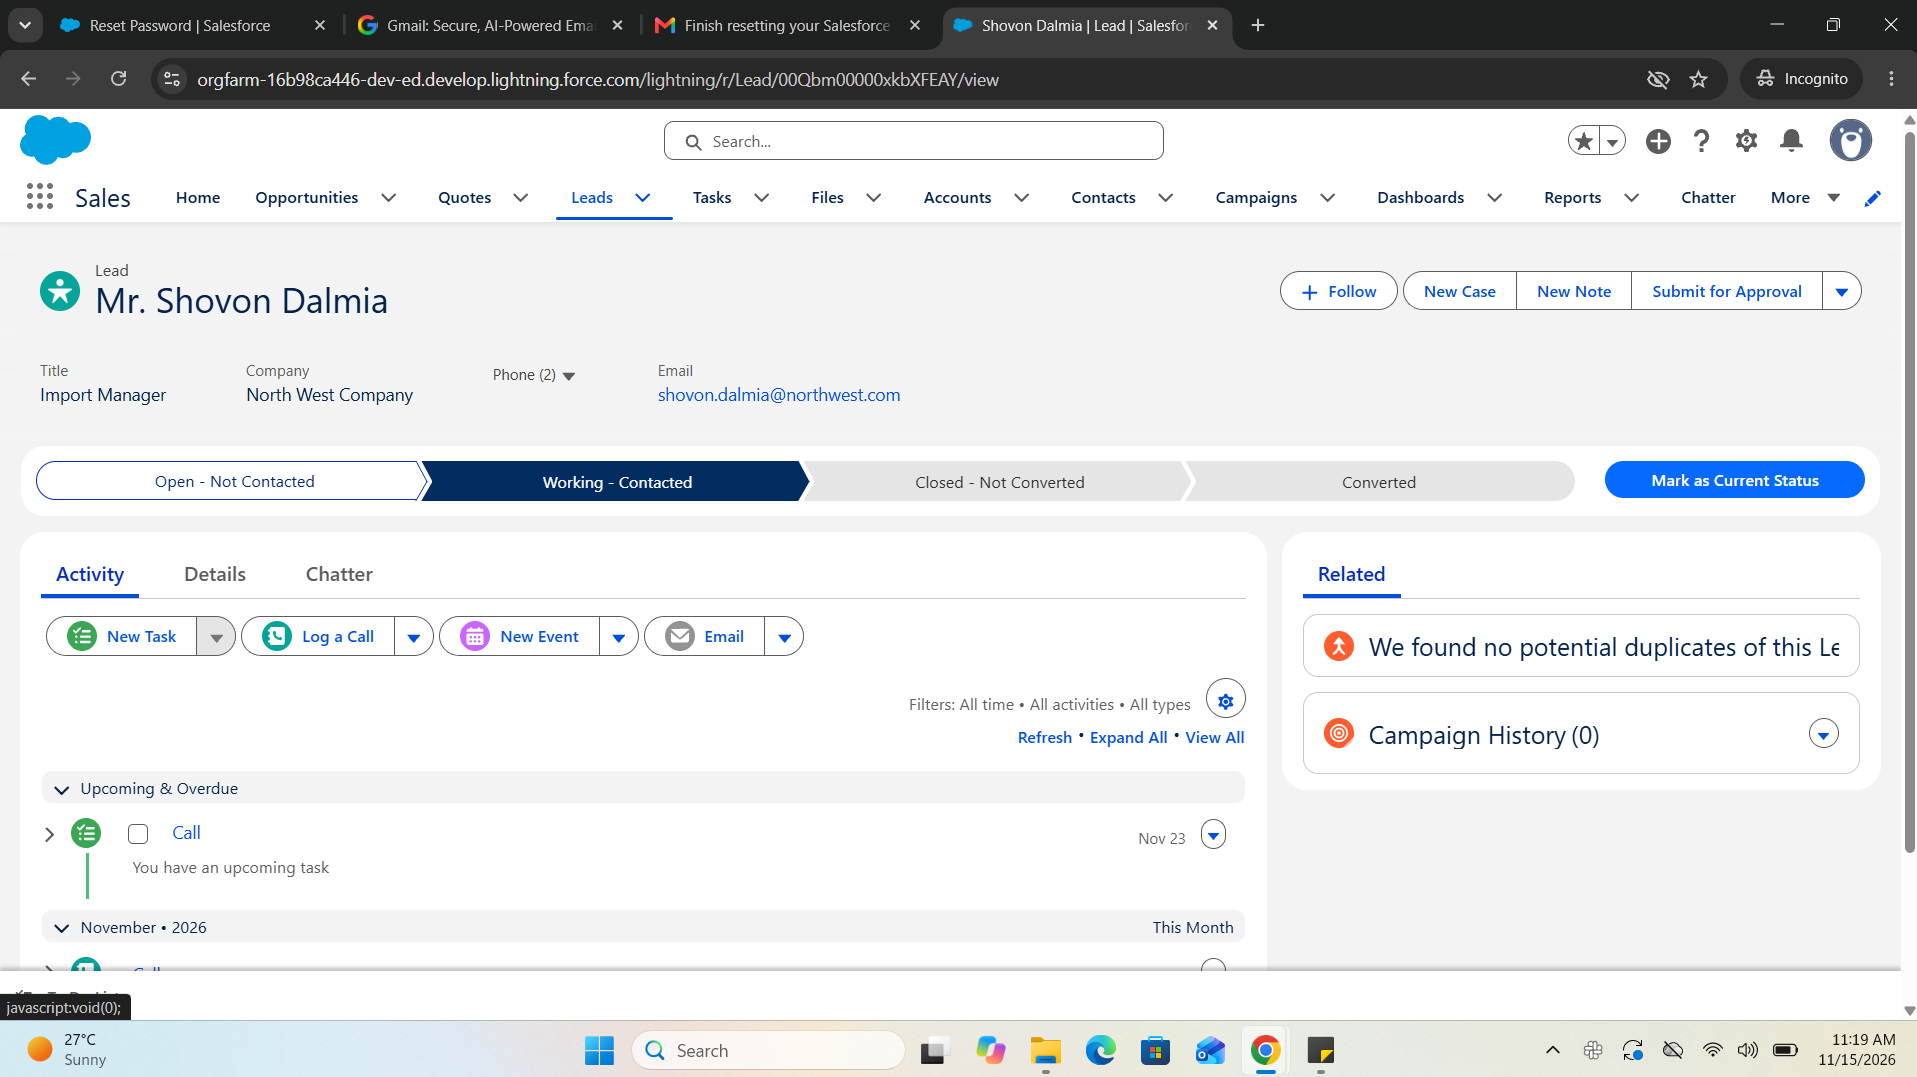 Reset Password | Salesforce
Gmail: Secure, AI-Powered Emai
Finish resetting your Salesforce
Shovon Dalmia | Lead | Salesfor
orgfarm-16b98ca446-dev-ed.develop.lightning.force.com/lightning/r/Lead/00Qbm00000xkbXFEAY/view
Incognito
Search...
Sales
Home
Opportunities
Quotes
Leads
Tasks
Files
Accounts
Contacts
Campaigns
Dashboards
Reports
Chatter
More
Lead
Mr. Shovon Dalmia
Follow
New Case
New Note
Submit for Approval
Title
Import Manager
Company
North West Company
Phone (2)
Email
shovon.dalmia@northwest.com
Open - Not Contacted
Working - Contacted
Closed - Not Converted
Converted
Mark as Current Status
Activity
Details
Chatter
Related
New Task
Log a Call
New Event
Email
We found no potential duplicates of this Le
Filters: All time • All activities • All types
Refresh • Expand All • View All
Campaign History (0)
Upcoming & Overdue
Call
Nov 23
You have an upcoming task
November • 2026
This Month
javascript:void(0);
27°C
Sunny
Search
11:19 AM
11/15/2026